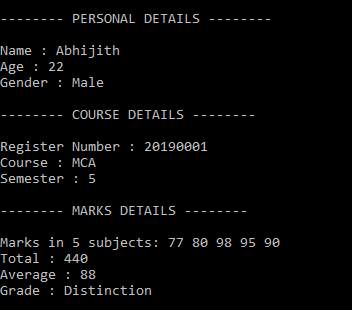 -------- PERSONAL DETAILS --------
Name : Abhijith
Age : 22
Gender : Male
-------- COURSE DETAILS --------
Register Number : 20190001
Course : MCA
Semester : 5
-------- MARKS DETAILS --------
Marks in 5 subjects: 77 80 98 95 90
Total : 440
Average : 88
Grade : Distinction